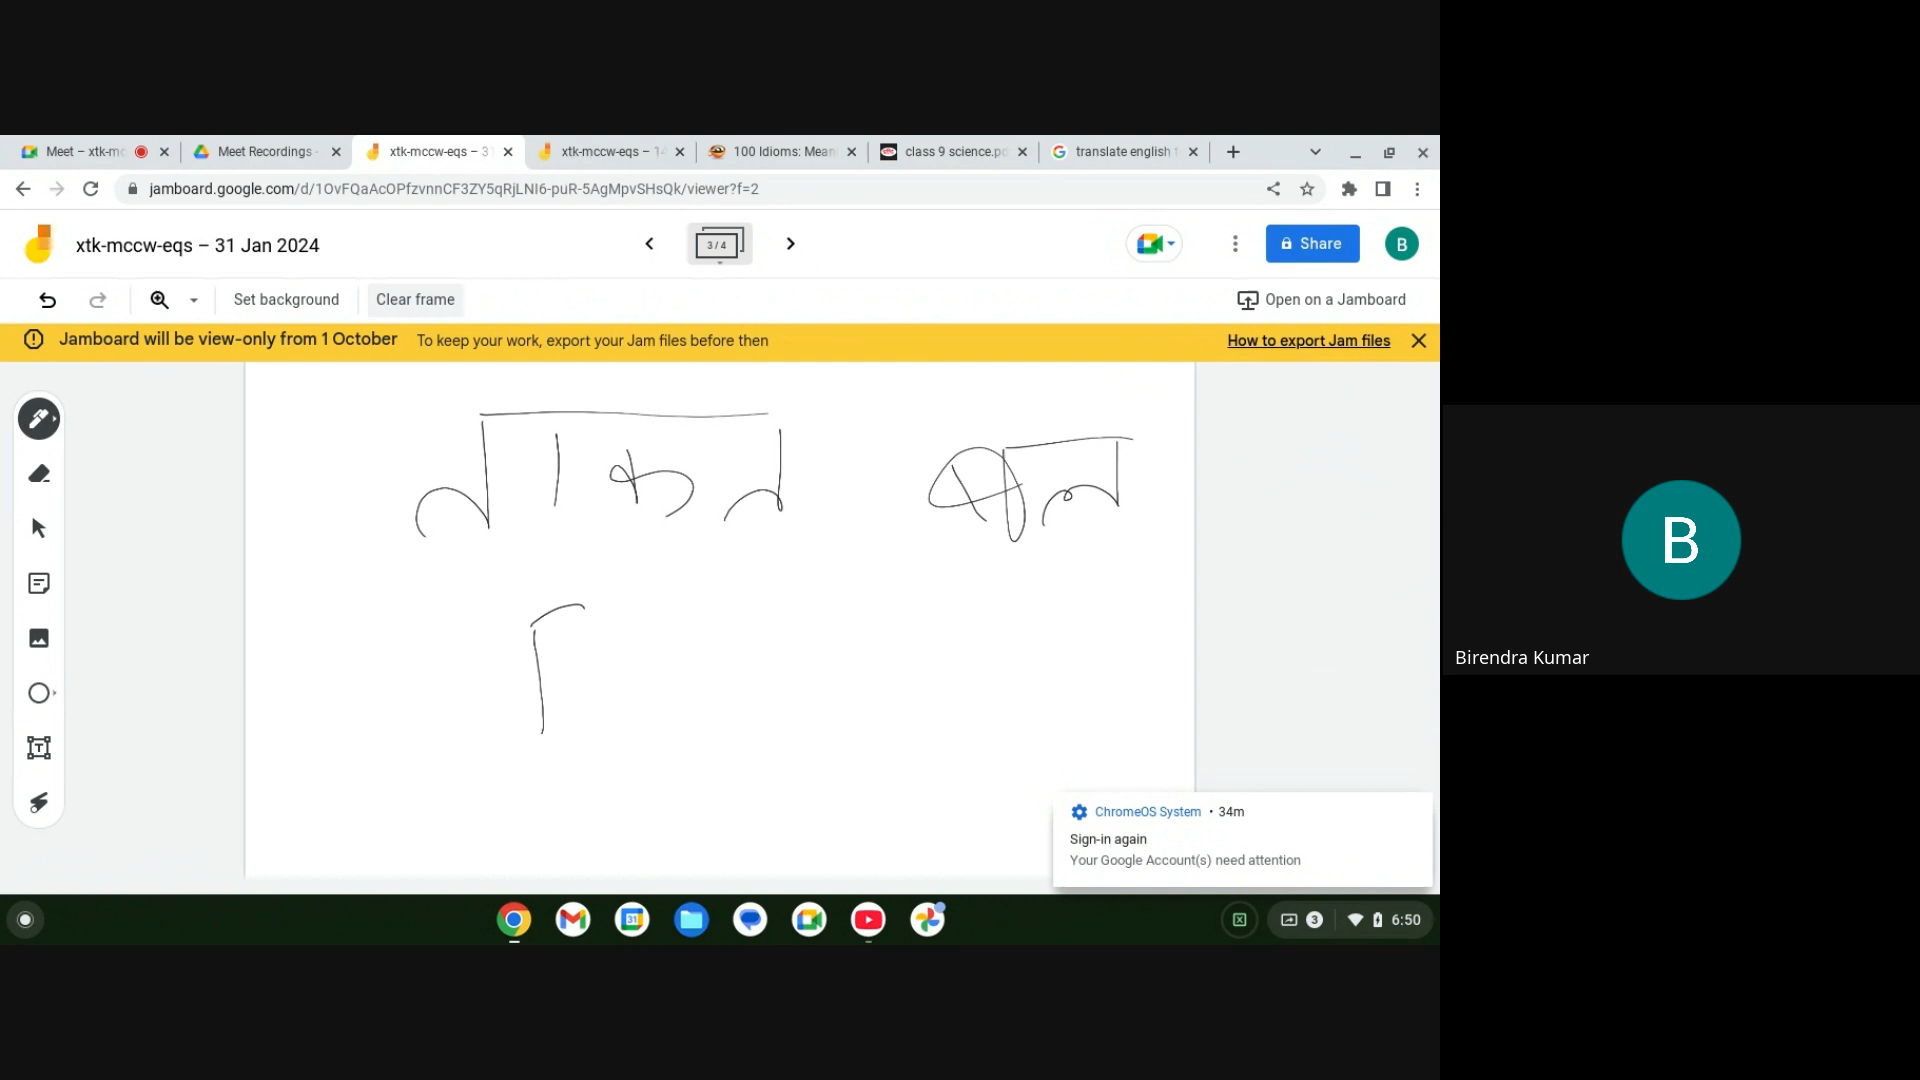 Meet – xtk-mc
Meet Recordings -
xtk-mccw-eqs – 31
xtk-mccw-eqs – 14
100 Idioms: Mean
class 9 science.pd
translate english t
jamboard.google.com/d/1OvFQaAcOPfzvnnCF3ZY5qRjLNI6-puR-5AgMpvSHsQk/viewer?f=2
xtk-mccw-eqs – 31 Jan 2024
3 / 4
Share
B
Set background
Clear frame
Open on a Jamboard
Jamboard will be view-only from 1 October
To keep your work, export your Jam files before then
How to export Jam files
B
Birendra Kumar
ChromeOS System • 34m
Sign-in again
Your Google Account(s) need attention
31
3
6:50